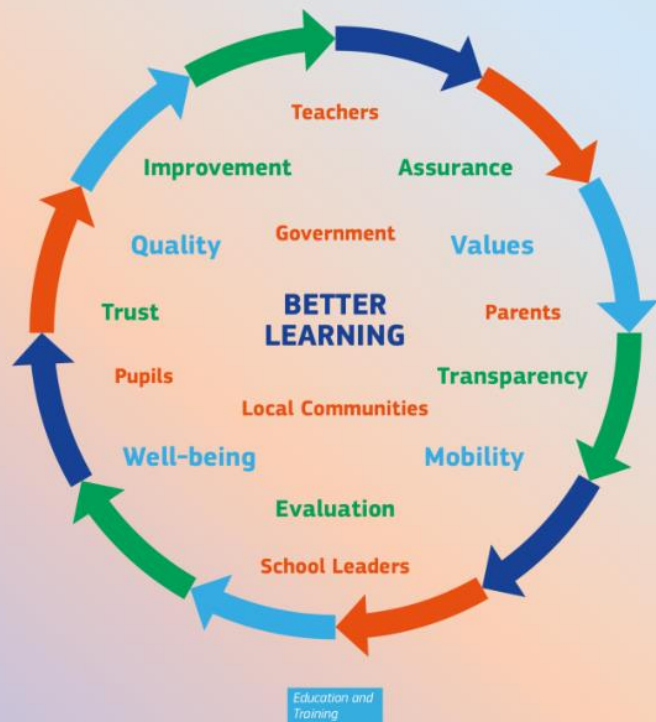 Teachers
Improvement
Assurance
Government
Quality
Values
BETTER
LEARNING
Trust
Parents
Pupils
Transparency
Local Communities
Well-being
Mobility
Evaluation
School Leaders
Education and
Training